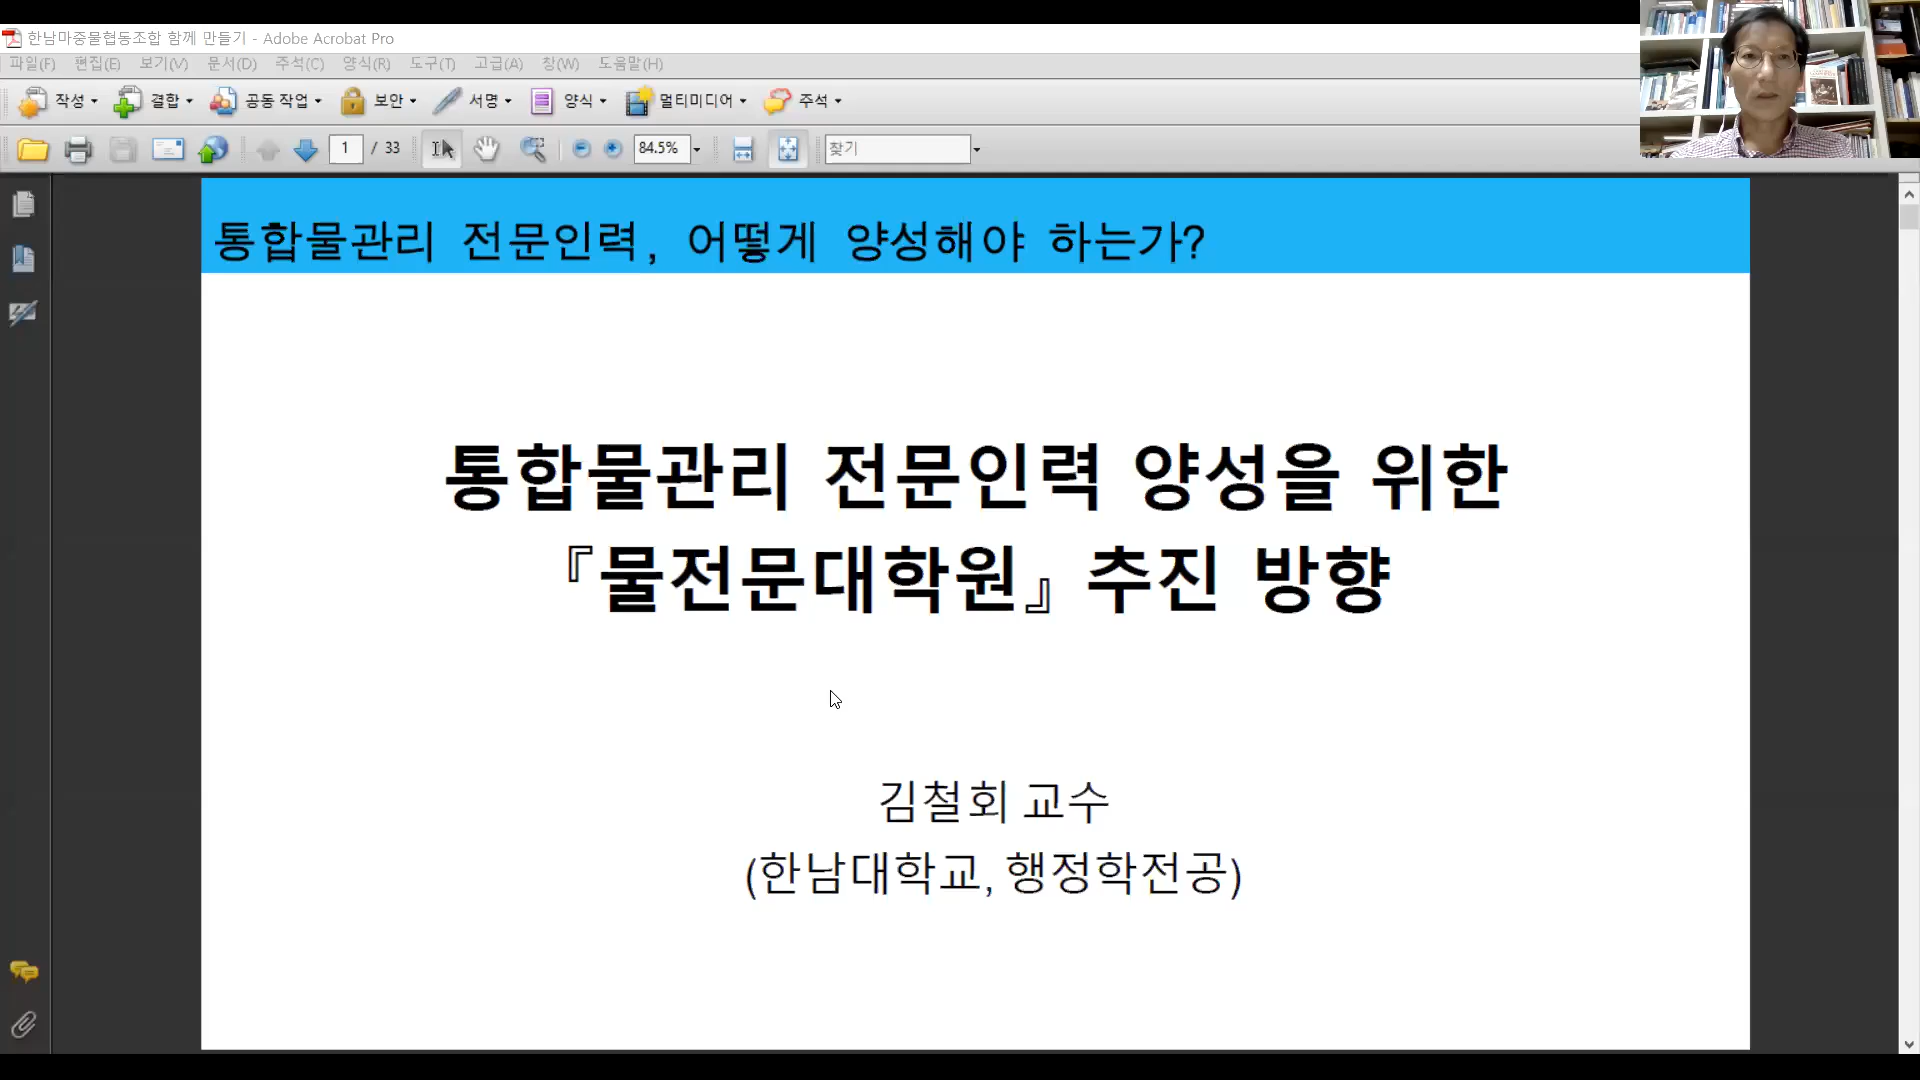 한남마중물협동조합 함께 만들기 - Adobe Acrobat Pro
파일(F) 편집(E) 보기(V) 문서(D) 주석(C) 양식(R) 도구(T) 고급(A) 창(W) 도움말(H)
작성 결합 공동 작업 보안 서명 양식 멀티미디어 주석
1 / 33 84.5% 찾기
통합물관리 전문인력, 어떻게 양성해야 하는가?
통합물관리 전문인력 양성을 위한
『물전문대학원』 추진 방향
김철회 교수
(한남대학교, 행정학전공)